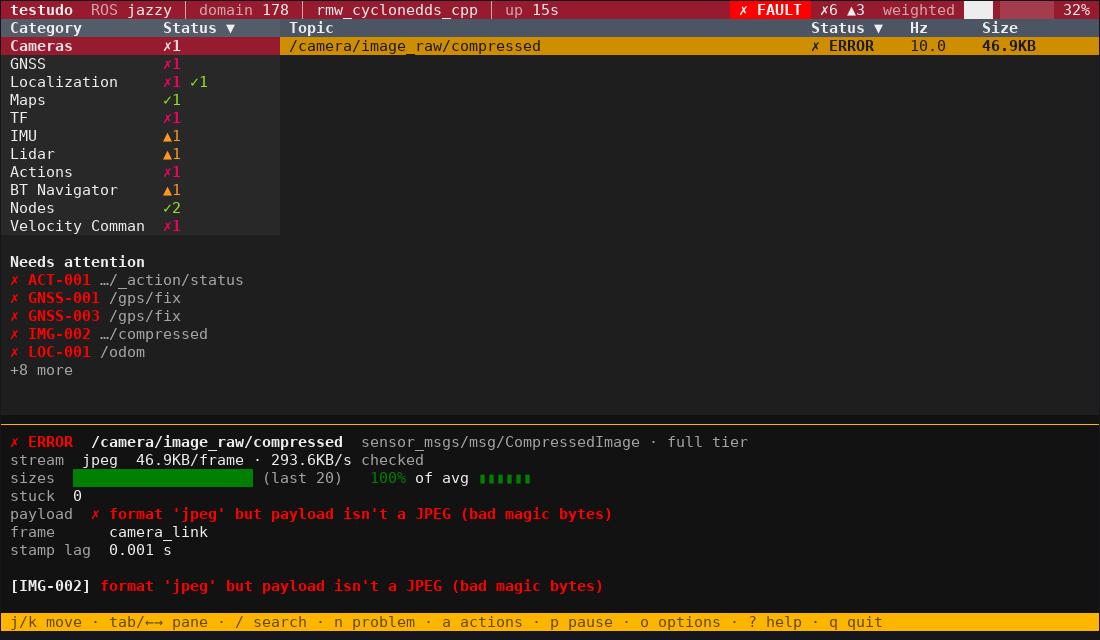 testudo ROS jazzy │ domain 178 │ rmw_cyclonedds_cpp │ up 15s ✗ FAULT ✗6 ▲3 weighted 32%
Category Status ▼ Topic Status ▼ Hz Size
Cameras ✗1 /camera/image_raw/compressed ✗ ERROR 10.0 46.9KB
GNSS ✗1
Localization ✗1 ✓1
Maps ✓1
TF ✗1
IMU ▲1
Lidar ▲1
Actions ✗1
BT Navigator ▲1
Nodes ✓2
Velocity Comman ✗1
Needs attention
✗ ACT-001 …/_action/status
✗ GNSS-001 /gps/fix
✗ GNSS-003 /gps/fix
✗ IMG-002 …/compressed
✗ LOC-001 /odom
+8 more
✗ ERROR /camera/image_raw/compressed sensor_msgs/msg/CompressedImage · full tier
stream jpeg 46.9KB/frame · 293.6KB/s checked
sizes (last 20) 100% of avg
stuck 0
payload ✗ format 'jpeg' but payload isn't a JPEG (bad magic bytes)
frame camera_link
stamp lag 0.001 s
[IMG-002] format 'jpeg' but payload isn't a JPEG (bad magic bytes)
j/k move · tab/←→ pane · / search · n problem · a actions · p pause · o options · ? help · q quit